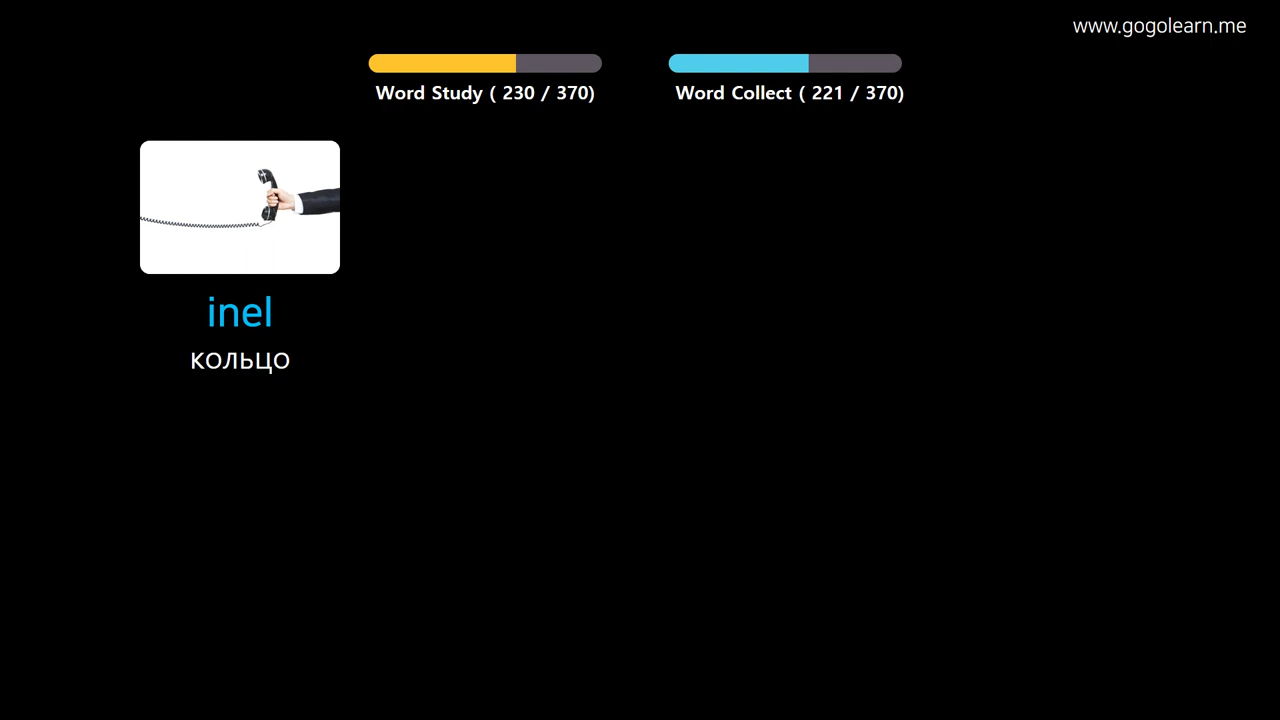 www.gogolearn.me
Word Study ( 230 / 370)
Word Collect ( 221 / 370)
inel
кольцо